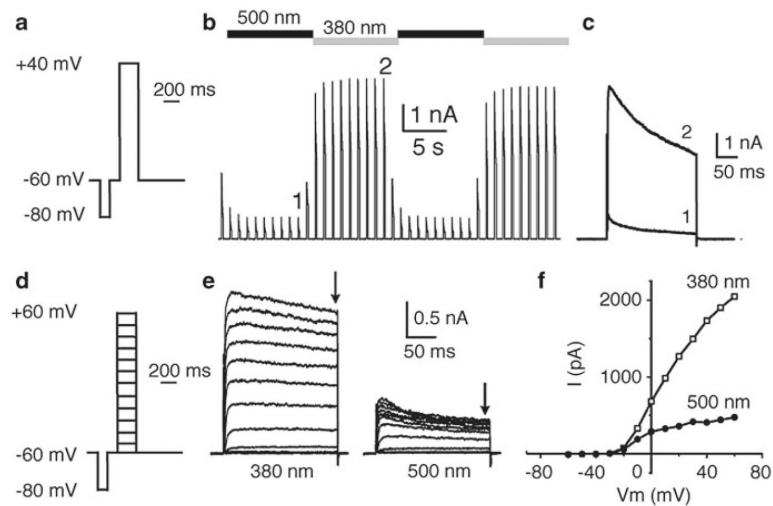 a
+40 mV
200 ms
-60 mV
-80 mV
b
500 nm
380 nm
2
1 nA
5 s
1
c
2
1 nA
50 ms
1
d
+60 mV
200 ms
-60 mV
-80 mV
e
0.5 nA
50 ms
380 nm
500 nm
f
380 nm
2000
I (pA)
1000
500 nm
-80 -40 0 40 80
Vm (mV)